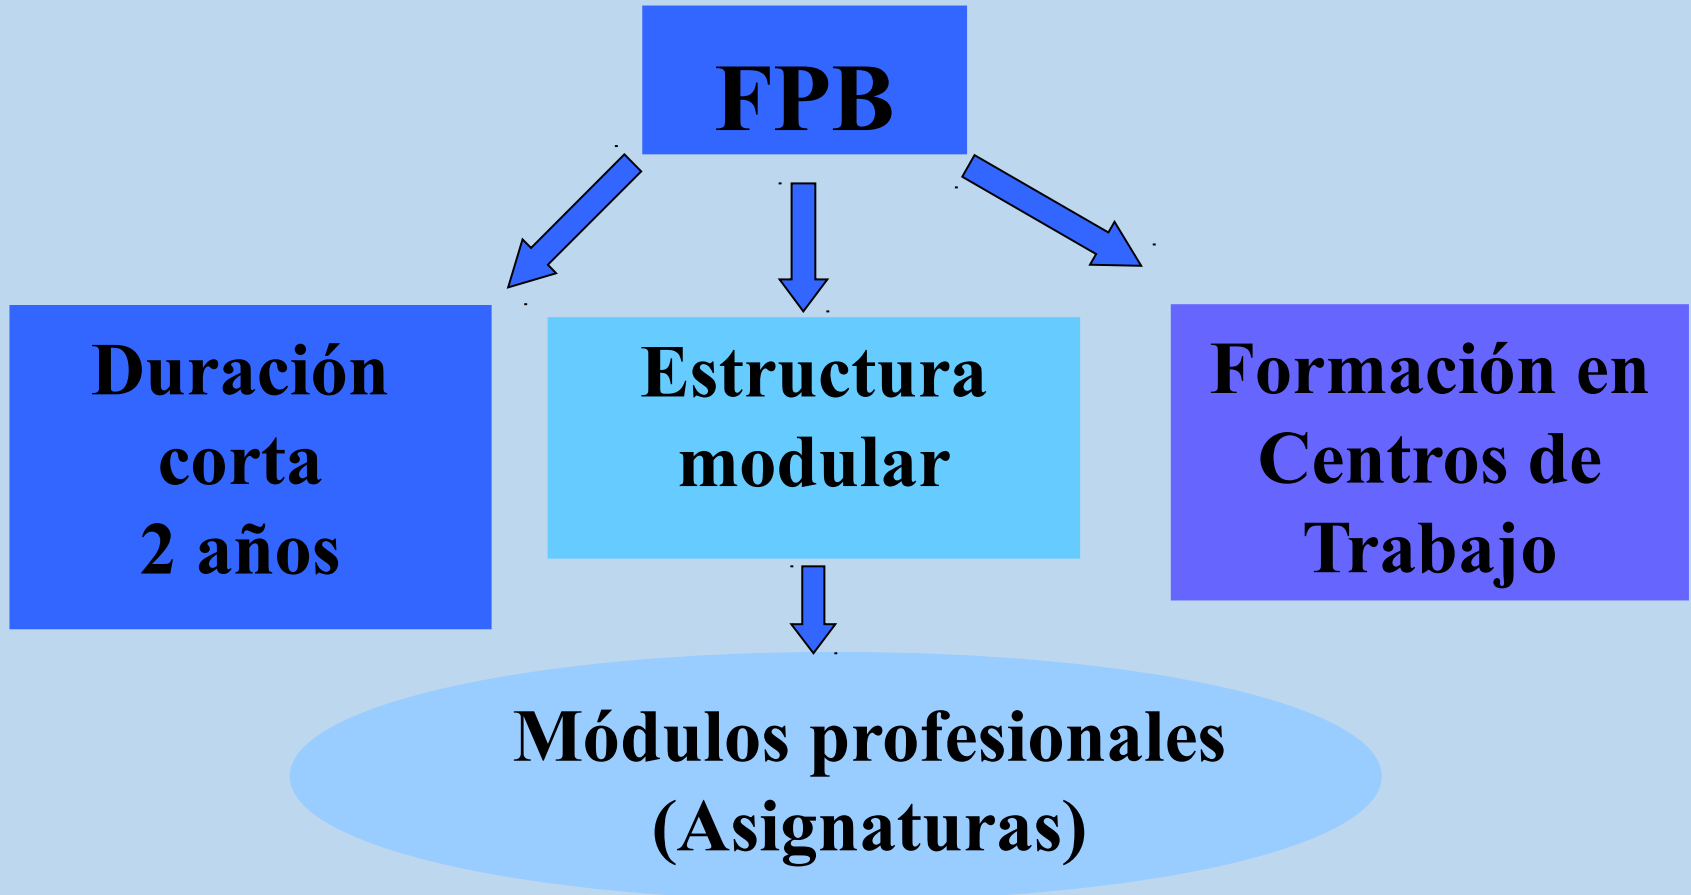 FPB
Duración
corta
2 años
Estructura
modular
Formación en
Centros de
Trabajo
Módulos profesionales
(Asignaturas)